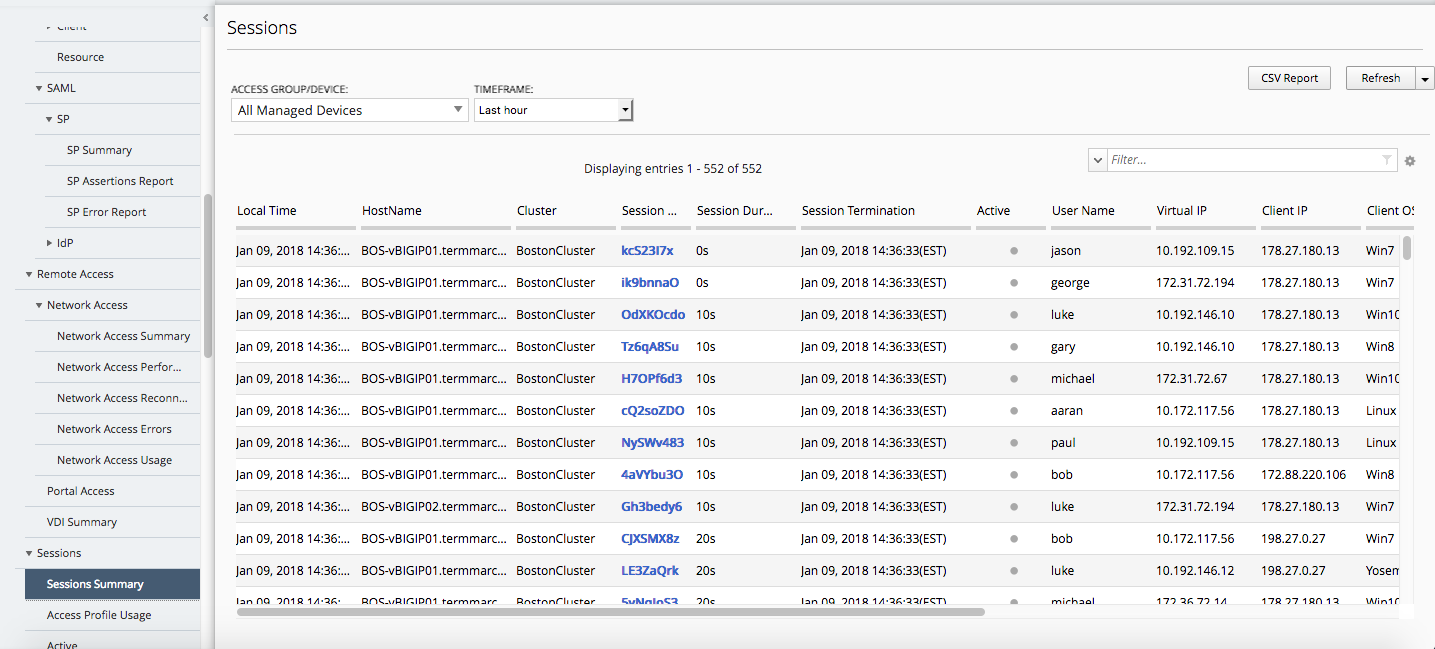 Client
Resource
SAML
SP
SP Summary
SP Assertions Report
SP Error Report
IdP
Remote Access
Network Access
Network Access Summary
Network Access Perfor...
Network Access Reconn...
Network Access Errors
Network Access Usage
Portal Access
VDI Summary
Sessions
Sessions Summary
Access Profile Usage
Active
Sessions
CSV Report Refresh
ACCESS GROUP/DEVICE: TIMEFRAME:
All Managed Devices Last hour
Displaying entries 1 - 552 of 552 Filter...
Local Time HostName Cluster Session ... Session Dur... Session Termination Active User Name Virtual IP Client IP Client OS
Jan 09, 2018 14:36:... BOS-vBIGIP01.termmarc... BostonCluster kcS23I7x 0s Jan 09, 2018 14:36:33(EST) jason 10.192.109.15 178.27.180.13 Win7
Jan 09, 2018 14:36:... BOS-vBIGIP01.termmarc... BostonCluster ik9bnnaO 0s Jan 09, 2018 14:36:33(EST) george 172.31.72.194 178.27.180.13 Win7
Jan 09, 2018 14:36:... BOS-vBIGIP01.termmarc... BostonCluster OdXKOcdo 10s Jan 09, 2018 14:36:33(EST) luke 10.192.146.10 178.27.180.13 Win10
Jan 09, 2018 14:36:... BOS-vBIGIP01.termmarc... BostonCluster Tz6qA8Su 10s Jan 09, 2018 14:36:33(EST) gary 10.192.146.10 178.27.180.13 Win8
Jan 09, 2018 14:36:... BOS-vBIGIP01.termmarc... BostonCluster H7OPf6d3 10s Jan 09, 2018 14:36:33(EST) michael 172.31.72.67 178.27.180.13 Win10
Jan 09, 2018 14:36:... BOS-vBIGIP01.termmarc... BostonCluster cQ2soZDO 10s Jan 09, 2018 14:36:33(EST) aaran 10.172.117.56 178.27.180.13 Linux
Jan 09, 2018 14:36:... BOS-vBIGIP01.termmarc... BostonCluster NySWv483 10s Jan 09, 2018 14:36:33(EST) paul 10.192.109.15 178.27.180.13 Linux
Jan 09, 2018 14:36:... BOS-vBIGIP01.termmarc... BostonCluster 4aVYbu3O 10s Jan 09, 2018 14:36:33(EST) bob 10.172.117.56 172.88.220.106 Win8
Jan 09, 2018 14:36:... BOS-vBIGIP02.termmarc... BostonCluster Gh3bedy6 10s Jan 09, 2018 14:36:33(EST) luke 172.31.72.194 178.27.180.13 Win7
Jan 09, 2018 14:36:... BOS-vBIGIP01.termmarc... BostonCluster CJXSMX8z 20s Jan 09, 2018 14:36:33(EST) bob 10.172.117.56 198.27.0.27 Win7
Jan 09, 2018 14:36:... BOS-vBIGIP01.termmarc... BostonCluster LE3ZaQrk 20s Jan 09, 2018 14:36:33(EST) luke 10.192.146.12 198.27.0.27 Yosem
Jan 09, 2018 14:36:... BOS-vBIGIP01.termmarc... BostonCluster 20s Jan 09, 2018 14:36:33(EST) michael 172.36.72.14 178.27.180.13 Win10